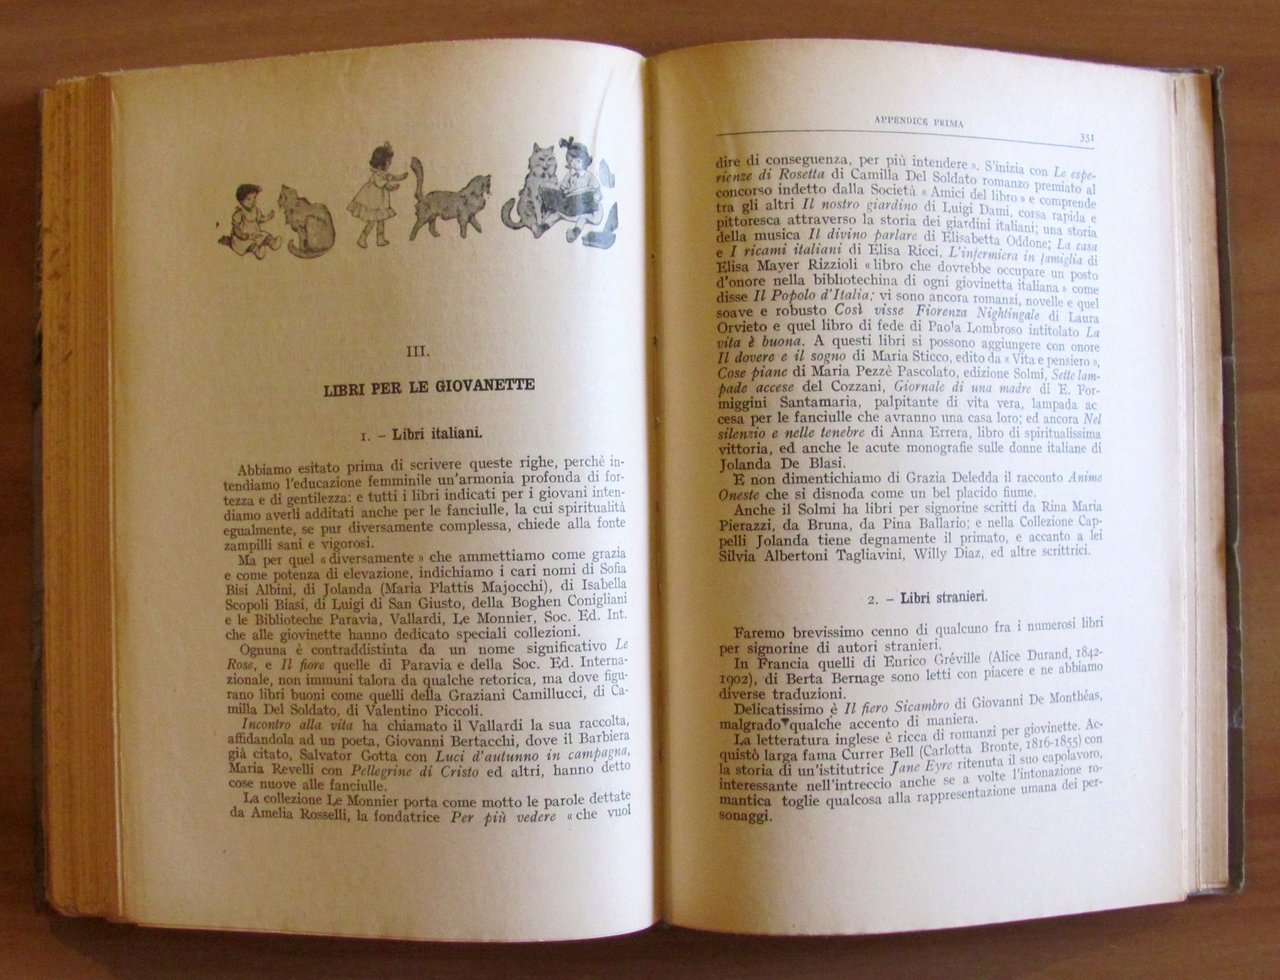 III.
LIBRI PER LE GIOVANETTE
1. – Libri italiani.
Abbiamo esitato prima di scrivere queste righe, perchè in-
tendiamo l'educazione femminile un'armonia profonda di for-
tezza e di gentilezza: e tutti i libri indicati per i giovani inten-
diamo averli additati anche per le fanciulle, la cui spiritualità
egualmente, se pur diversamente complessa, chiede alla fonte
zampilli sani e vigorosi.
Ma per quel « diversamente » che ammettiamo come grazia
e come potenza di elevazione, indichiamo i cari nomi di Sofia
Bisi Albini, di Jolanda (Maria Plattis Majocchi), di Isabella
Scopoli Biasi, di Luigi di San Giusto, della Boghen Conigliani
e le Biblioteche Paravia, Vallardi, Le Monnier, Soc. Ed. Int.
che alle giovinette hanno dedicato speciali collezioni.
Ognuna è contraddistinta da un nome significativo Le
Rose, e Il fiore quelle di Paravia e della Soc. Ed. Interna-
zionale, non immuni talora da qualche retorica, ma dove figu-
rano libri buoni come quelli della Graziani Camillucci, di Ca-
milla Del Soldato, di Valentino Piccoli.
Incontro alla vita ha chiamato il Vallardi la sua raccolta,
affidandola ad un poeta, Giovanni Bertacchi, dove il Barbiera
già citato, Salvator Gotta con Luci d'autunno in campagna,
Maria Revelli con Pellegrine di Cristo ed altri, hanno detto
cose nuove alle fanciulle.
La collezione Le Monnier porta come motto le parole dettate
da Amelia Rosselli, la fondatrice Per più vedere « che vuol
APPENDICE PRIMA
351
dire di conseguenza, per più intendere ». S'inizia con Le espe-
rienze di Rosetta di Camilla Del Soldato romanzo premiato al
concorso indetto dalla Società « Amici del libro » e comprende
tra gli altri Il nostro giardino di Luigi Dami, corsa rapida e
pittoresca attraverso la storia dei giardini italiani; una storia
della musica Il divino parlare di Elisabetta Oddone; La casa
e I ricami italiani di Elisa Ricci, L'infermiera in famiglia di
Elisa Mayer Rizzioli « libro che dovrebbe occupare un posto
d'onore nella bibliotechina di ogni giovinetta italiana » come
disse Il Popolo d'Italia; vi sono ancora romanzi, novelle e quel
soave e robusto Così visse Fiorenza Nightingale di Laura
Orvieto e quel libro di fede di Paola Lombroso intitolato La
vita è buona. A questi libri si possono aggiungere con onore
Il dovere e il sogno di Maria Sticco, edito da « Vita e pensiero »,
Cose piane di Maria Pezzè Pascolato, edizione Solmi, Sette lam-
pade accese del Cozzani, Giornale di una madre di E. For-
miggini Santamaria, palpitante di vita vera, lampada ac
cesa per le fanciulle che avranno una casa loro; ed ancora Nel
silenzio e nelle tenebre di Anna Errera, libro di spiritualissima
vittoria, ed anche le acute monografie sulle donne italiane di
Jolanda De Blasi.
E non dimentichiamo di Grazia Deledda il racconto Anime
Oneste che si disnoda come un bel placido fiume.
Anche il Solmi ha libri per signorine scritti da Rina Maria
Pierazzi, da Bruna, da Pina Ballario; e nella Collezione Cap-
pelli Jolanda tiene degnamente il primato, e accanto a lei
Silvia Albertoni Tagliavini, Willy Diaz, ed altre scrittrici.
2. – Libri stranieri.
Faremo brevissimo cenno di qualcuno fra i numerosi libri
per signorine di autori stranieri.
In Francia quelli di Enrico Gréville (Alice Durand, 1842-
1902), di Berta Bernage sono letti con piacere e ne abbiamo
diverse traduzioni.
Delicatissimo è Il fiero Sicambro di Giovanni De Monthéas,
malgrado qualche accento di maniera.
La letteratura inglese è ricca di romanzi per giovinette. Ac-
quistò larga fama Currer Bell (Carlotta Bronte, 1816-1855) con
la storia di un'istitutrice Jane Eyre ritenuta il suo capolavoro,
interessante nell'intreccio anche se a volte l'intonazione ro-
mantica toglie qualcosa alla rappresentazione umana dei per-
sonaggi.